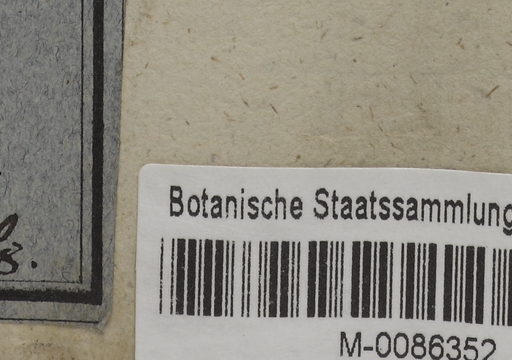 Botanische Staatssammlung
M-0086352